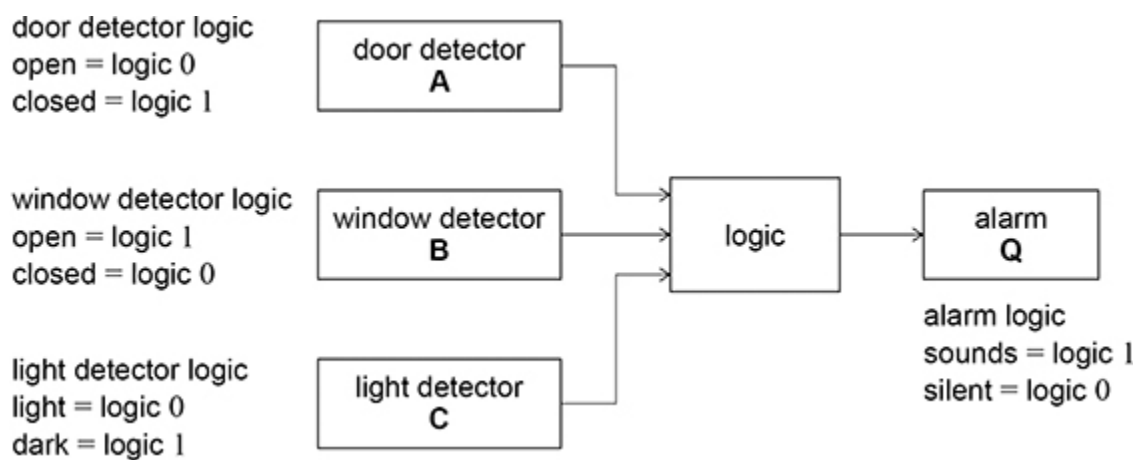 door detector logic
open = logic 0
closed = logic 1
door detector
A
window detector logic
open = logic 1
closed = logic 0
window detector
B
logic
alarm
Q
alarm logic
sounds = logic 1
silent = logic 0
light detector logic
light = logic 0
dark = logic 1
light detector
C